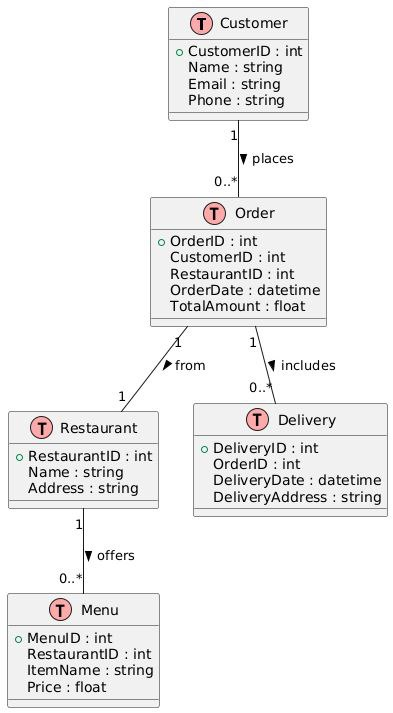 T Customer
CustomerID : int
Name : string
Email : string
Phone : string
1
places
0..*
T Order
OrderID : int
CustomerID : int
RestaurantID : int
OrderDate : datetime
TotalAmount : float
1
from
1
1
includes
0..*
T Restaurant
RestaurantID : int
Name : string
Address : string
T Delivery
DeliveryID : int
OrderID : int
DeliveryDate : datetime
DeliveryAddress : string
1
offers
0..*
T Menu
MenuID : int
RestaurantID : int
ItemName : string
Price : float